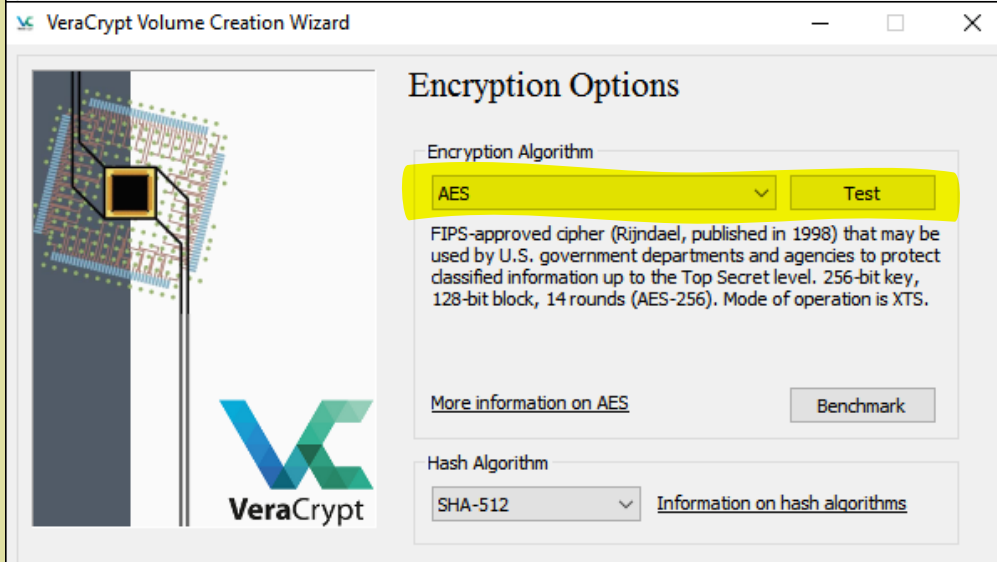 VeraCrypt Volume Creation Wizard
Encryption Options
Encryption Algorithm
AES
Test
FIPS-approved cipher (Rijndael, published in 1998) that may be
used by U.S. government departments and agencies to protect
classified information up to the Top Secret level. 256-bit key,
128-bit block, 14 rounds (AES-256). Mode of operation is XTS.
More information on AES
Benchmark
Hash Algorithm
SHA-512
Information on hash algorithms
VeraCrypt